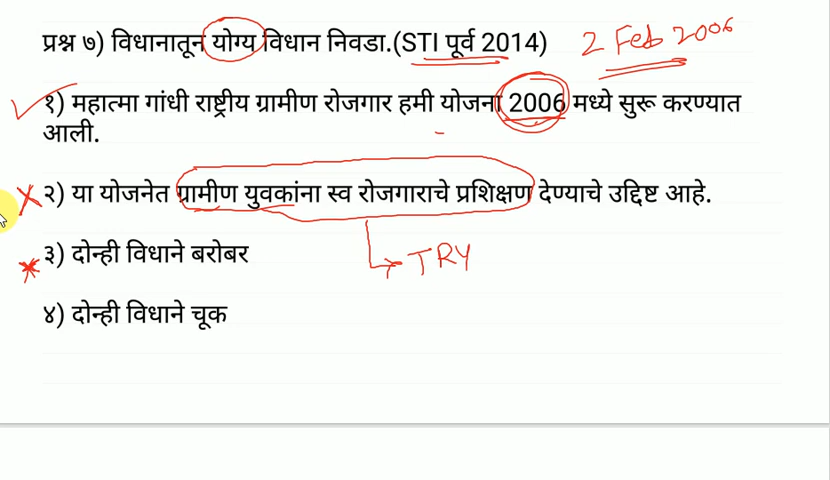 प्रश्न ७) विधानातून योग्य विधान निवडा.(STI पूर्व 2014) 2 Feb 2006
१) महात्मा गांधी राष्ट्रीय ग्रामीण रोजगार हमी योजना 2006 मध्ये सुरू करण्यात
आली.
२) या योजनेत ग्रामीण युवकांना स्व रोजगाराचे प्रशिक्षण देण्याचे उद्दिष्ट आहे.
३) दोन्ही विधाने बरोबर TRY
४) दोन्ही विधाने चूक